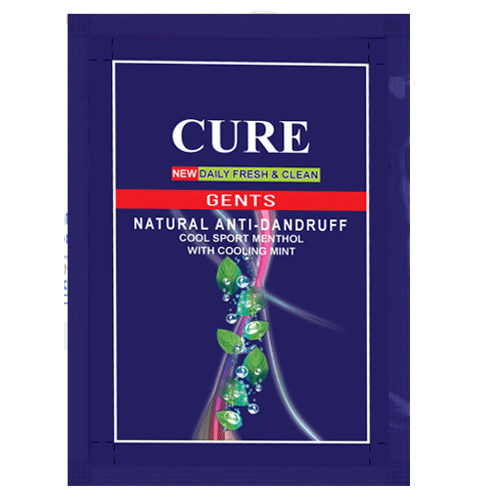 CURE
NEW DAILY FRESH & CLEAN
GENTS
NATURAL ANTI-DANDRUFF
COOL SPORT MENTHOL
WITH COOLING MINT